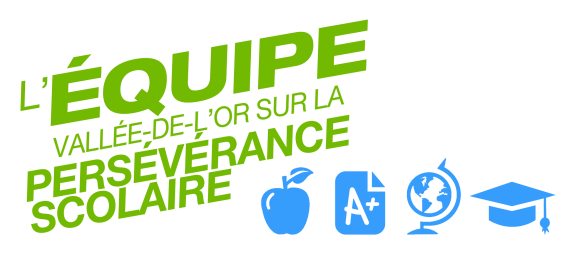 L'ÉQUIPE
VALLÉE-DE-L'OR SUR LA
PERSÉVÉRANCE
SCOLAIRE
A+